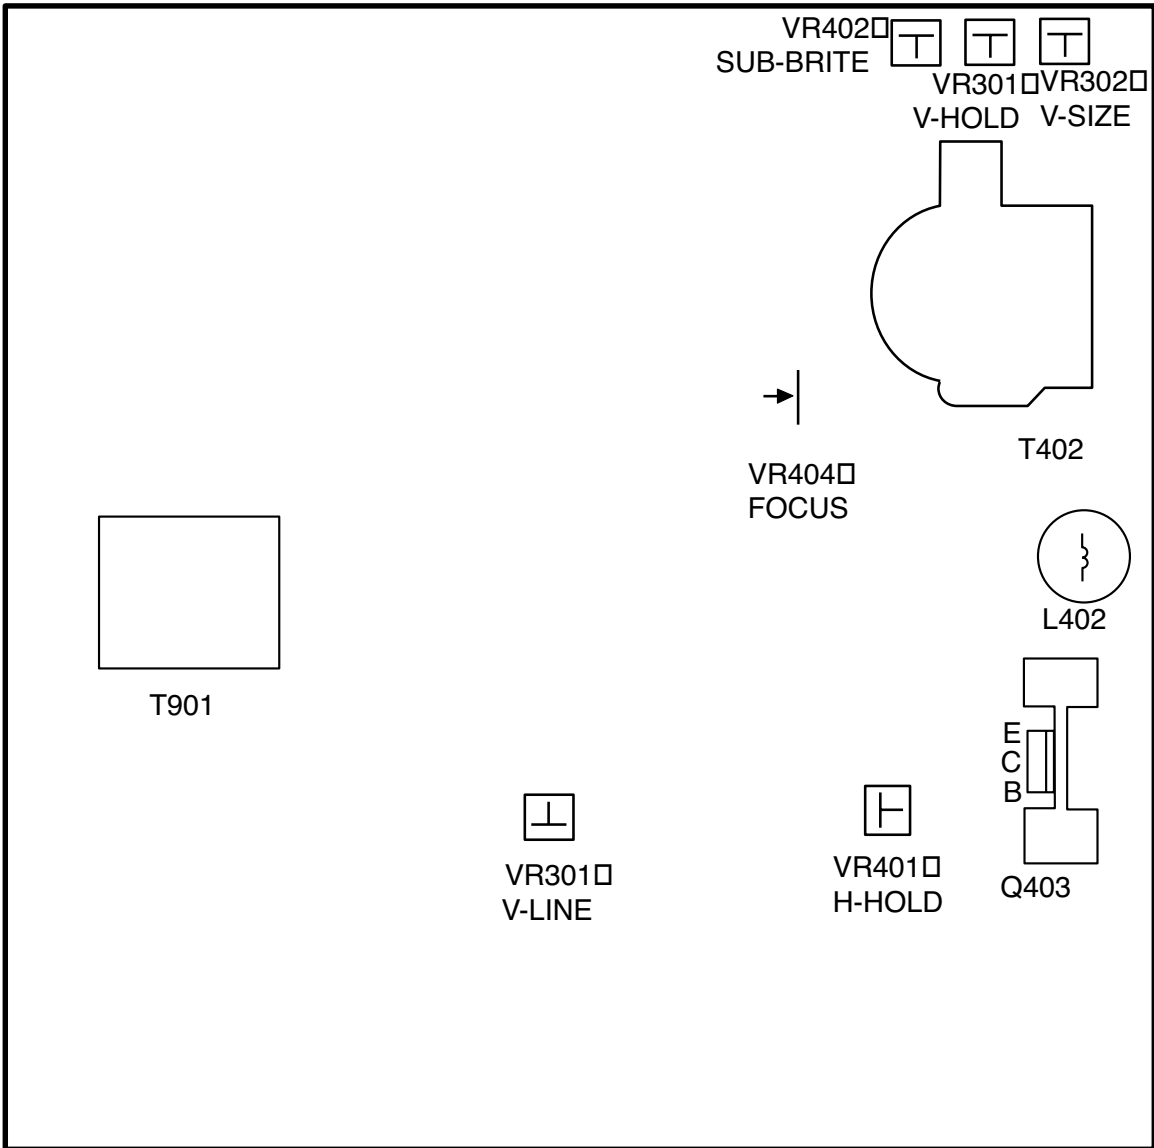 VR402□
SUB-BRITE
VR301□
V-HOLD
VR302□
V-SIZE
T402
VR404□
FOCUS
L402
T901
E
C
B
VR301□
V-LINE
VR401□
H-HOLD
Q403